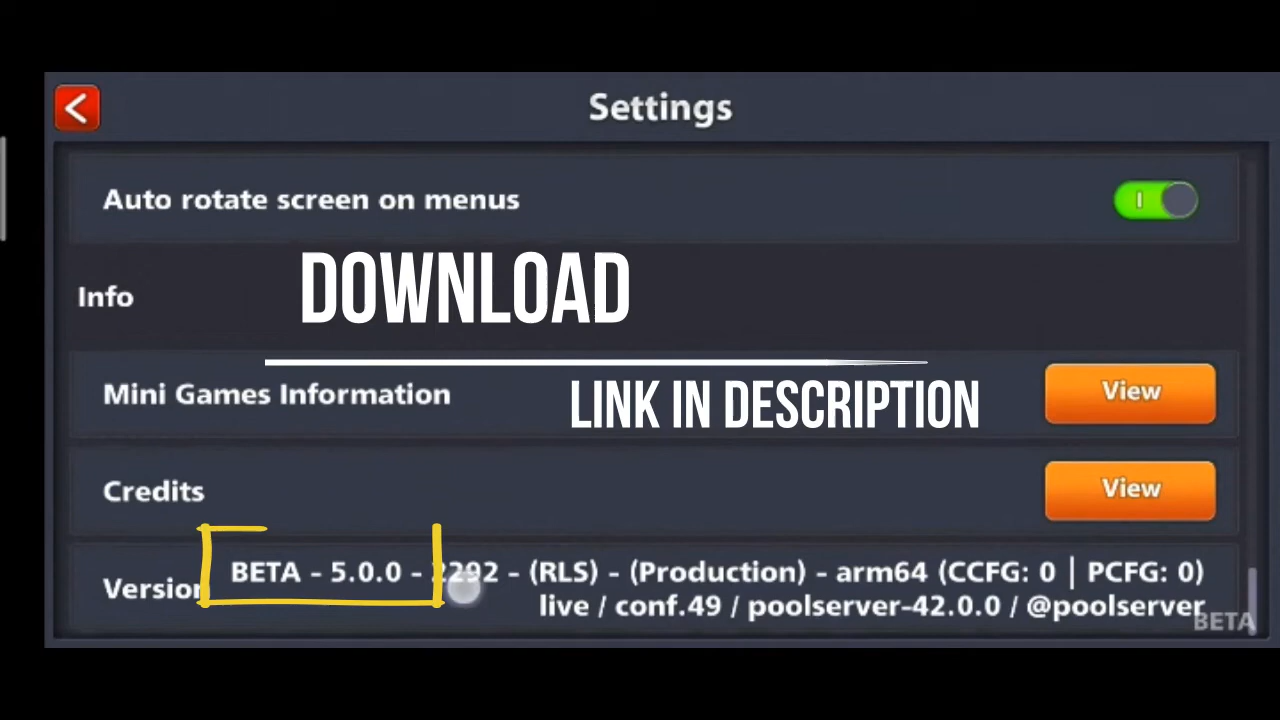 Settings
Auto rotate screen on menus
Info
DOWNLOAD
Mini Games Information
View
LINK IN DESCRIPTION
Credits
View
Version
BETA - 5.0.0 - 2292 - (RLS) - (Production) - arm64 (CCFG: 0 | PCFG: 0)
live / conf.49 / poolserver-42.0.0 / @poolserver
BETA